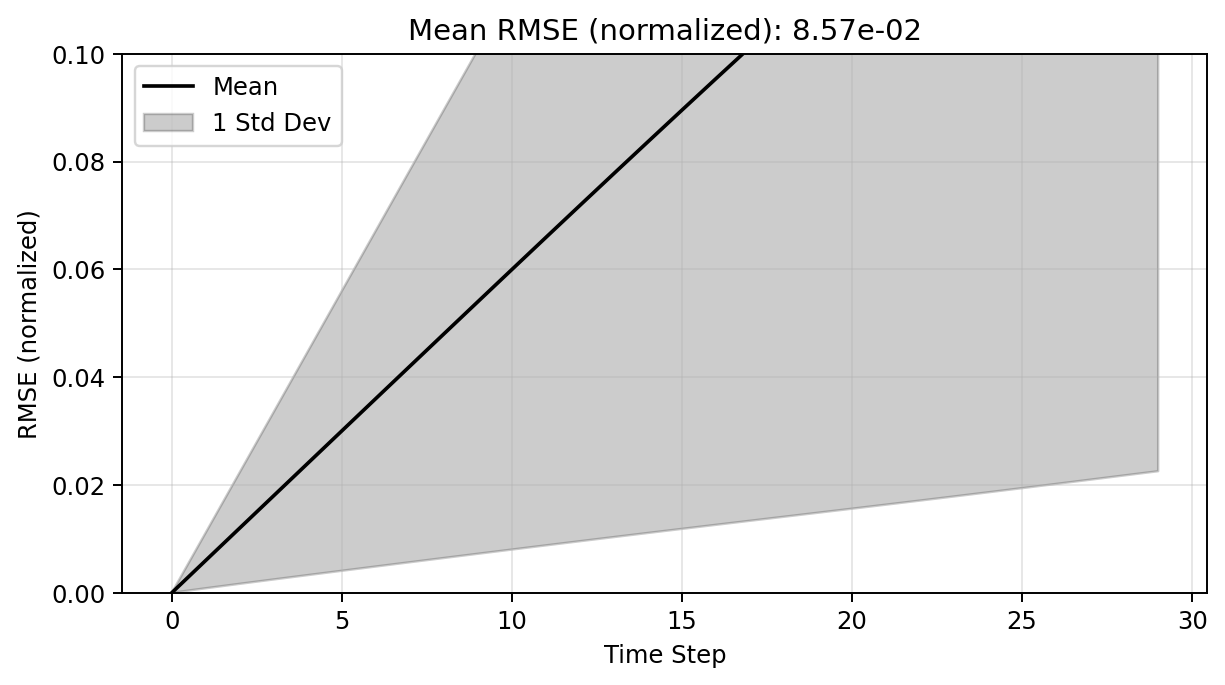 Mean RMSE (normalized): 8.57e-02
0.10
0.08
0.06
0.04
0.02
0.00
RMSE (normalized)
Mean
1 Std Dev
0 5 10 15 20 25 30
Time Step